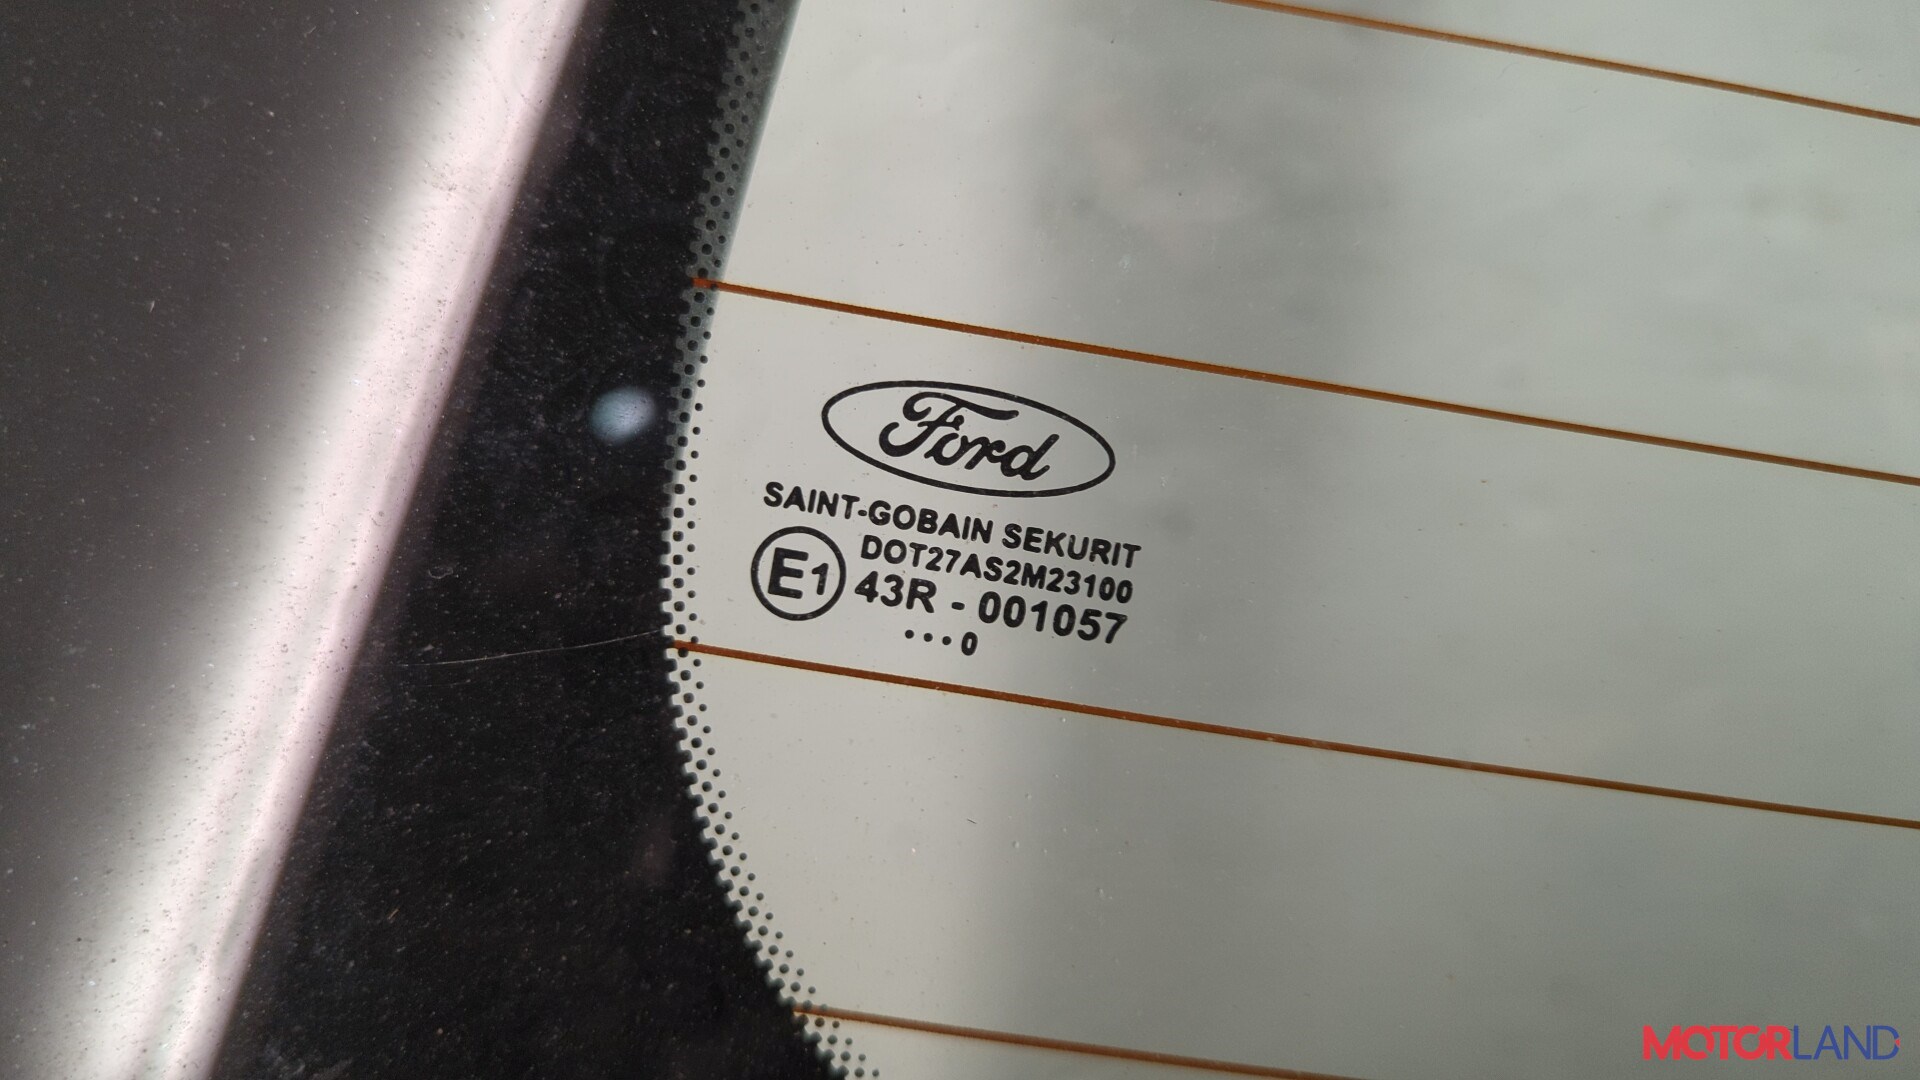 Ford
SAINT-GOBAIN SEKURIT
DOT27AS2M23100
E1 43R - 001057
•••0
MOTORLAND